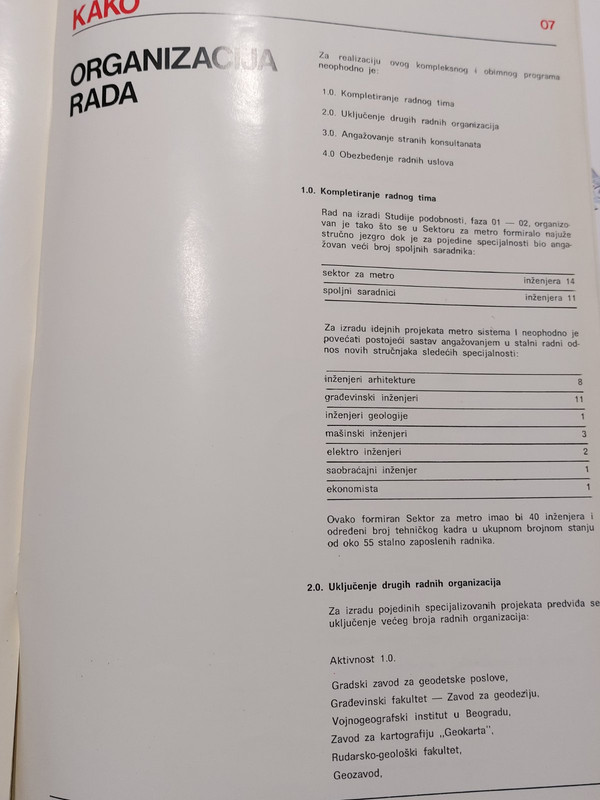 KAKO
07
ORGANIZACIJA
RADA
Za realizaciju ovog kompleksnog i obimnog programa
neophodno je:
1.0. Kompletiranje radnog tima
2.0. Uključenje drugih radnih organizacija
3.0. Angažovanje stranih konsultanata
4.0 Obezbeđenje radnih uslova
1.0. Kompletiranje radnog tima
Rad na izradi Studije podobnosti, faza 01 — 02, organizo-
van je tako što se u Sektoru za metro formiralo najuže
stručno jezgro dok je za pojedine specijalnosti bio anga-
žovan veći broj spoljnih saradnika:
sektor za metro inženjera 14
spoljni saradnici inženjera 11
Za izradu idejnih projekata metro sistema I neophodno je
povećati postojeći sastav angažovanjem u stalni radni od-
nos novih stručnjaka sledećih specijalnosti:
inženjeri arhitekture 8
građevinski inženjeri 11
inženjeri geologije 1
mašinski inženjeri 3
elektro inženjeri 2
saobraćajni inženjer 1
ekonomista 1
Ovako formiran Sektor za metro imao bi 40 inženjera i
određeni broj tehničkog kadra u ukupnom brojnom stanju
od oko 55 stalno zaposlenih radnika.
2.0. Uključenje drugih radnih organizacija
Za izradu pojedinih specijalizovanih projekata predviđa se
uključenje većeg broja radnih organizacija:
Aktivnost 1.0.
Gradski zavod za geodetske poslove,
Građevinski fakultet — Zavod za geodeziju,
Vojnogeografski institut u Beogradu,
Zavod za kartografiju „Geokarta",
Rudarsko-geološki fakultet,
Geozavod,